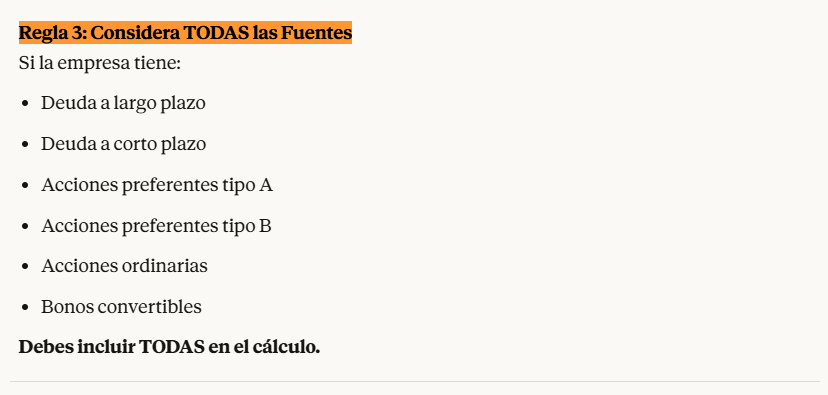 Regla 3: Considera TODAS las Fuentes
Si la empresa tiene:
• Deuda a largo plazo
• Deuda a corto plazo
• Acciones preferentes tipo A
• Acciones preferentes tipo B
• Acciones ordinarias
• Bonos convertibles
Debes incluir TODAS en el cálculo.